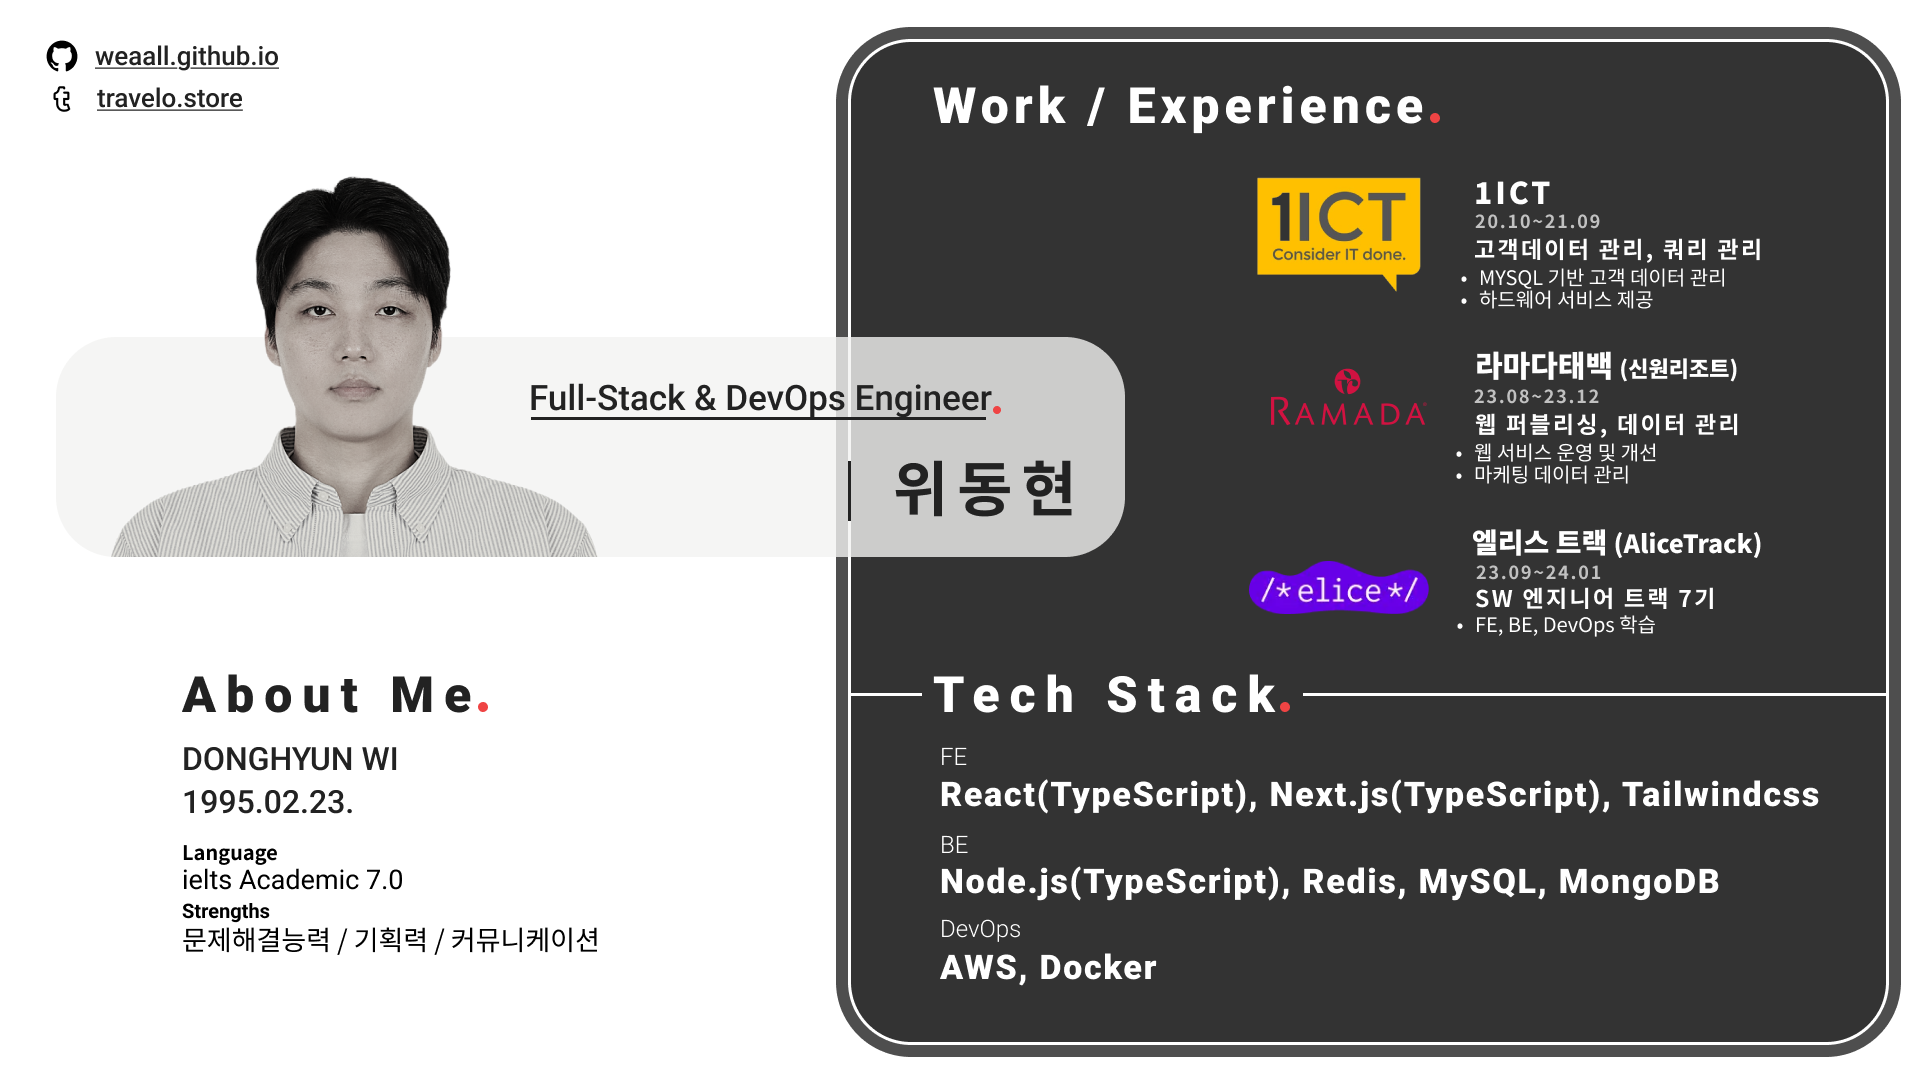 weaall.github.io
travelo.store
Full-Stack & DevOps Engineer.
위동현
About Me.
DONGHYUN WI
1995.02.23.
Language
ielts Academic 7.0
Strengths
문제해결능력 / 기획력 / 커뮤니케이션
Work / Experience.
1ICT
Consider IT done.
1ICT
20.10~21.09
고객데이터 관리, 쿼리 관리
• MYSQL 기반 고객 데이터 관리
• 하드웨어 서비스 제공
RAMADA
라마다태백 (신원리조트)
23.08~23.12
웹 퍼블리싱, 데이터 관리
• 웹 서비스 운영 및 개선
• 마케팅 데이터 관리
/*elice*/
엘리스 트랙 (AliceTrack)
23.09~24.01
SW 엔지니어 트랙 7기
• FE, BE, DevOps 학습
Tech Stack.
FE
React(TypeScript), Next.js(TypeScript), Tailwindcss
BE
Node.js(TypeScript), Redis, MySQL, MongoDB
DevOps
AWS, Docker